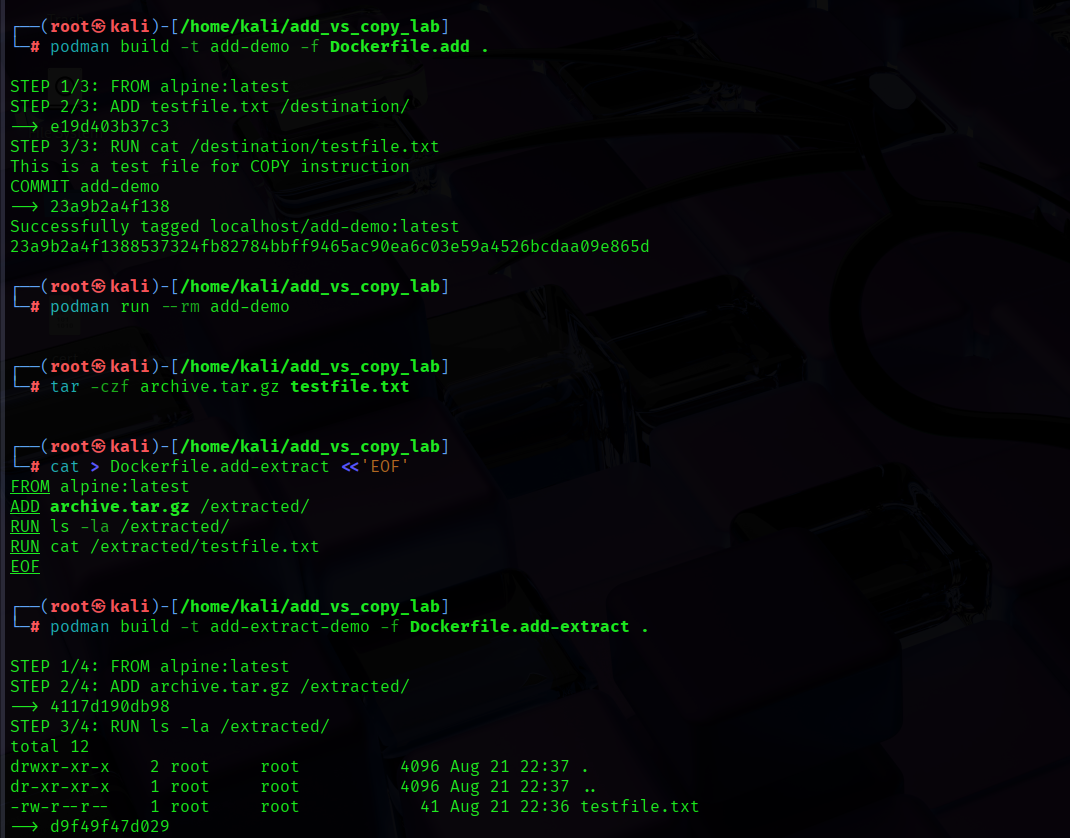 ┌──(root㉿kali)-[/home/kali/add_vs_copy_lab]
└─# podman build -t add-demo -f Dockerfile.add .
STEP 1/3: FROM alpine:latest
STEP 2/3: ADD testfile.txt /destination/
--> e19d403b37c3
STEP 3/3: RUN cat /destination/testfile.txt
This is a test file for COPY instruction
COMMIT add-demo
--> 23a9b2a4f138
Successfully tagged localhost/add-demo:latest
23a9b2a4f1388537324fb82784bbff9465ac90ea6c03e59a4526bcdaa09e865d
┌──(root㉿kali)-[/home/kali/add_vs_copy_lab]
└─# podman run --rm add-demo
┌──(root㉿kali)-[/home/kali/add_vs_copy_lab]
└─# tar -czf archive.tar.gz testfile.txt
┌──(root㉿kali)-[/home/kali/add_vs_copy_lab]
└─# cat > Dockerfile.add-extract <<'EOF'
FROM alpine:latest
ADD archive.tar.gz /extracted/
RUN ls -la /extracted/
RUN cat /extracted/testfile.txt
EOF
┌──(root㉿kali)-[/home/kali/add_vs_copy_lab]
└─# podman build -t add-extract-demo -f Dockerfile.add-extract .
STEP 1/4: FROM alpine:latest
STEP 2/4: ADD archive.tar.gz /extracted/
--> 4117d190db98
STEP 3/4: RUN ls -la /extracted/
total 12
drwxr-xr-x    2 root     root          4096 Aug 21 22:37 .
dr-xr-xr-x    1 root     root          4096 Aug 21 22:37 ..
-rw-r--r--    1 root     root            41 Aug 21 22:36 testfile.txt
--> d9f49f47d029